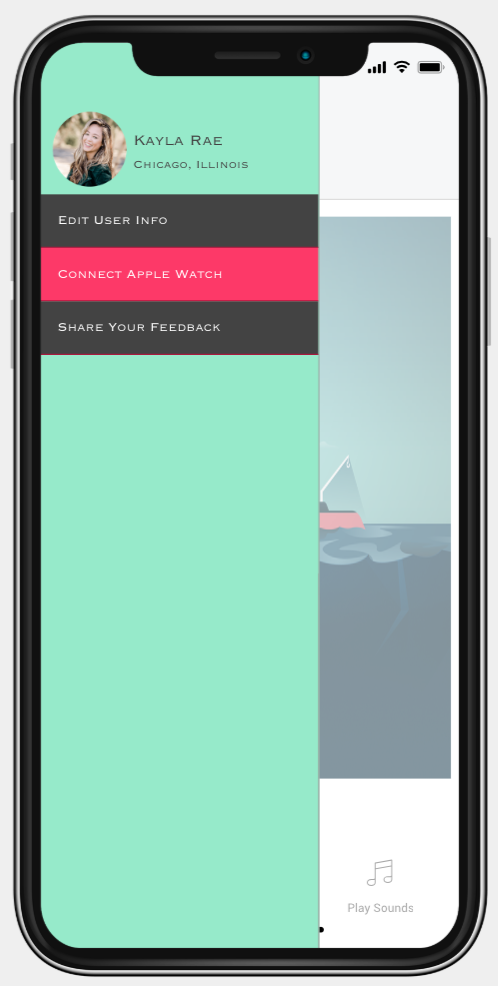 Kayla Rae
Chicago, Illinois
Edit User Info
Connect Apple Watch
Share Your Feedback
Play Sounds